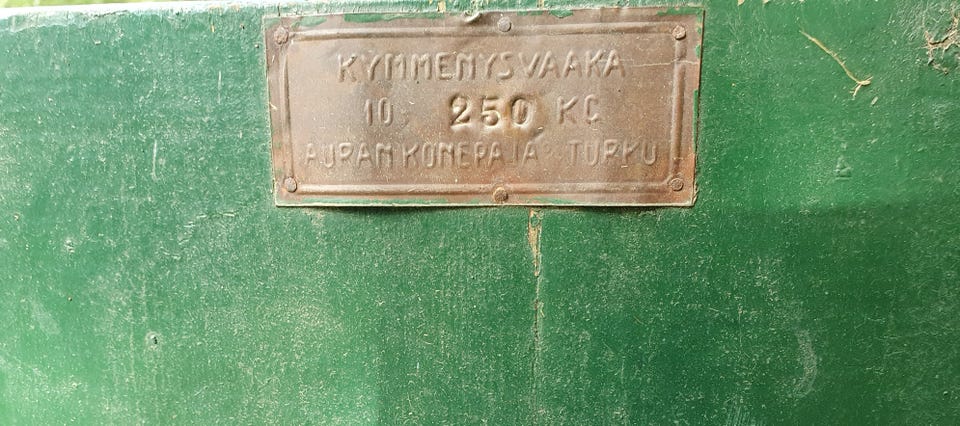 KYMMENYSVAAKA
10 250 KG
AURAN KONEPAJA TURKU